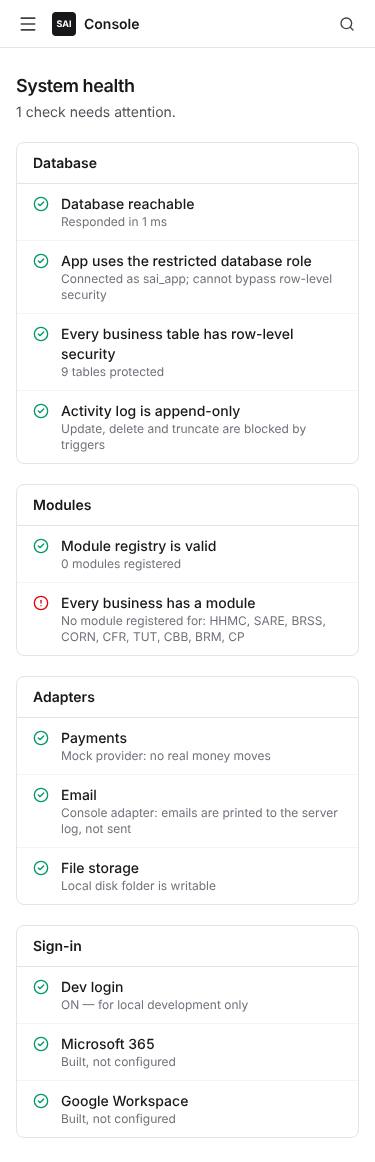 SAI Console
System health
1 check needs attention.
Database
Database reachable
Responded in 1 ms
App uses the restricted database role
Connected as sai_app; cannot bypass row-level
security
Every business table has row-level
security
9 tables protected
Activity log is append-only
Update, delete and truncate are blocked by
triggers
Modules
Module registry is valid
0 modules registered
Every business has a module
No module registered for: HHMC, SARE, BRSS,
CORN, CFR, TUT, CBB, BRM, CP
Adapters
Payments
Mock provider: no real money moves
Email
Console adapter: emails are printed to the server
log, not sent
File storage
Local disk folder is writable
Sign-in
Dev login
ON — for local development only
Microsoft 365
Built, not configured
Google Workspace
Built, not configured